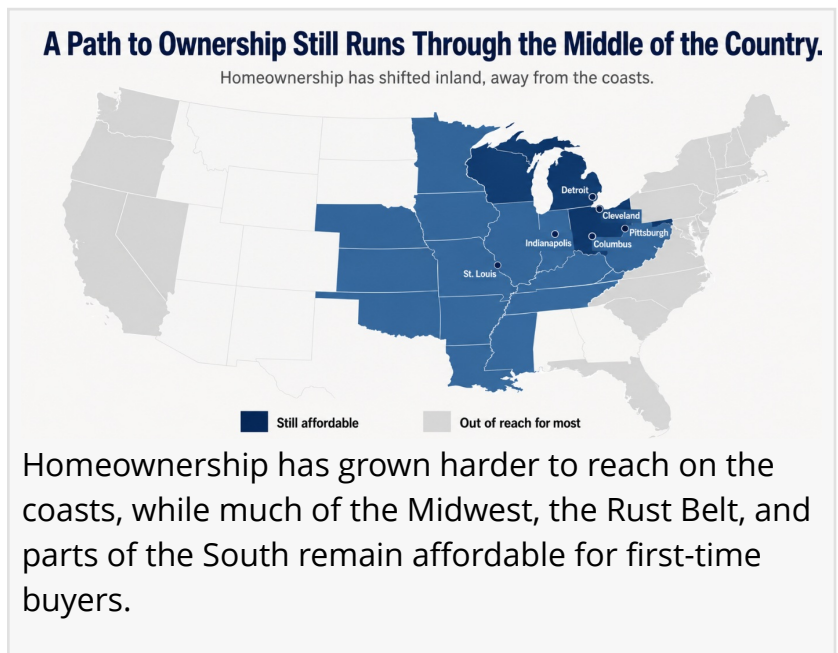 A Path to Ownership Still Runs Through the Middle of the Country.
Homeownership has shifted inland, away from the coasts.
Detroit
Cleveland
Pittsburgh
Indianapolis
Columbus
St. Louis
Still affordable
Out of reach for most
Homeownership has grown harder to reach on the
coasts, while much of the Midwest, the Rust Belt, and
parts of the South remain affordable for first-time
buyers.